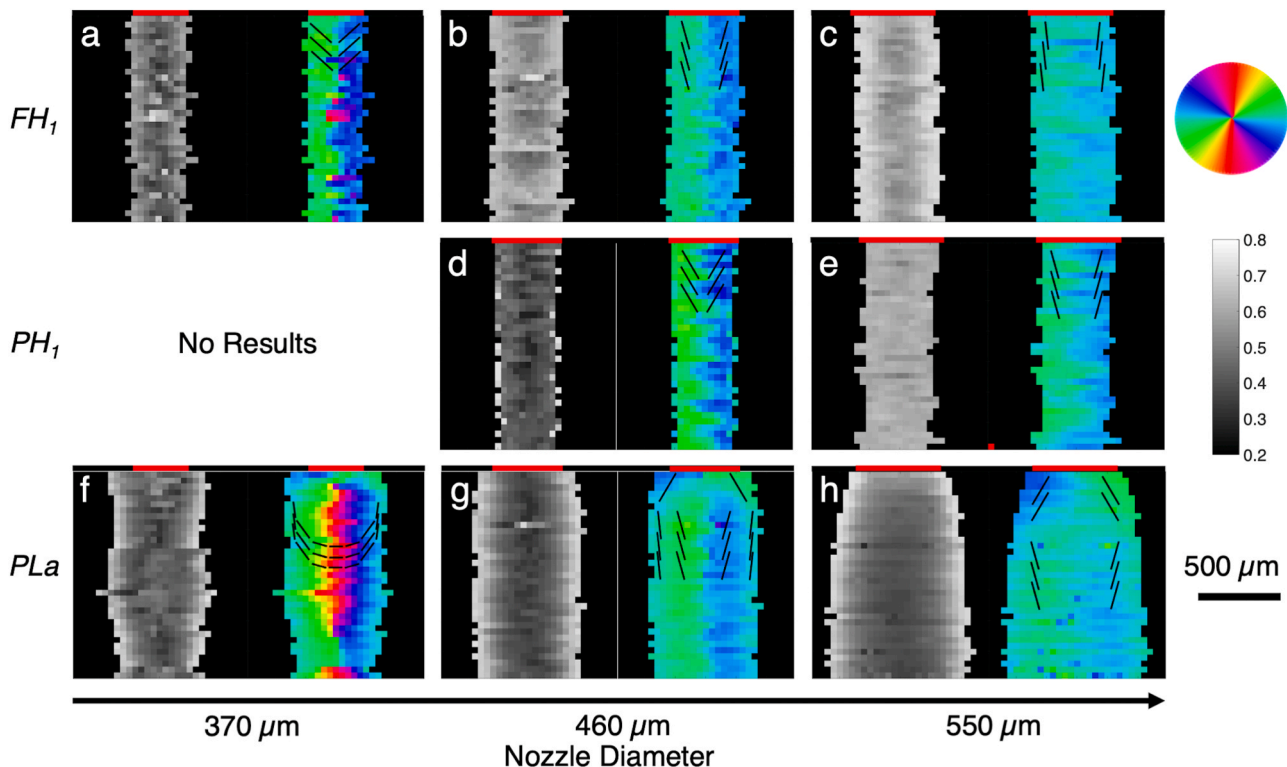 a
b
c
FH₁
d
e
PH₁
No Results
0.8
0.7
0.6
0.5
0.4
0.3
0.2
f
g
h
PLa
500 µm
370 µm
460 µm
550 µm
Nozzle Diameter